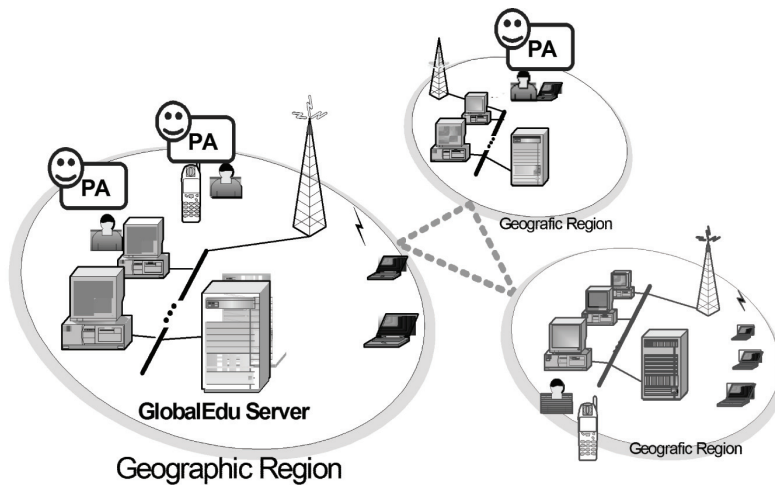 PA
PA
PA
Geografic Region
GlobalEdu Server
Geografic Region
Geographic Region